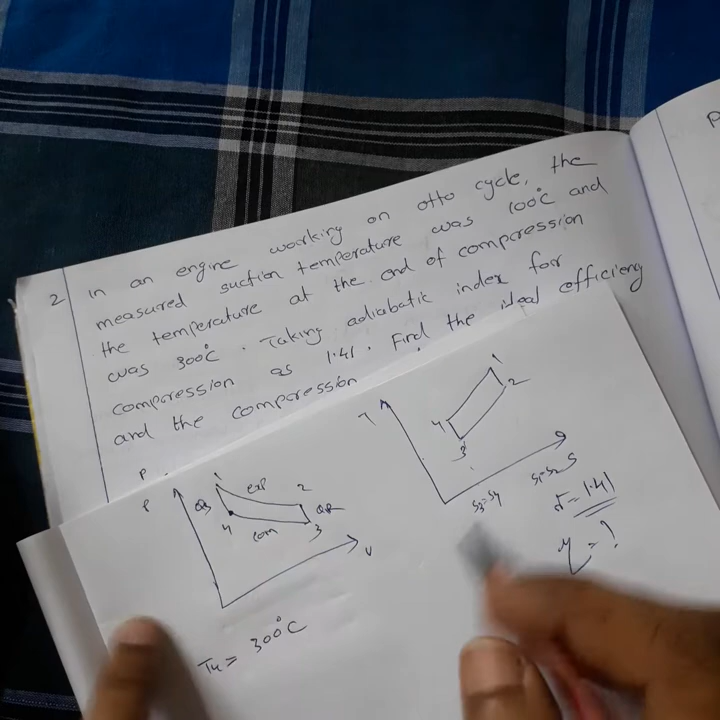 2 In an engine working on otto cycle, the
measured suction temperature was 100°C and
the temperature at the end of compression
was 300°C. Taking adiabatic index for
compression as 1.41. Find the ideal efficieny
and the compression
P
P
1
exp
2
QS
4
com
3
QR
V
T
1
2
4
3
S3=S4
S1=S2 S
r=1.41
η=?
T4= 300°C
P